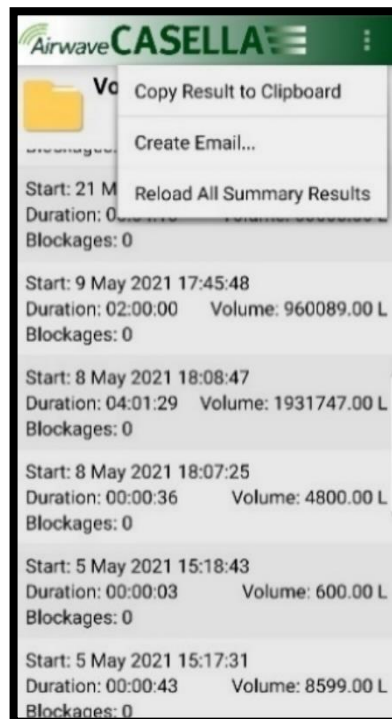 Airwave CASELLA
Vo
Copy Result to Clipboard
Create Email...
Reload All Summary Results
Start: 21 M
Duration:
Blockages: 0
Start: 9 May 2021 17:45:48
Duration: 02:00:00 Volume: 960089.00 L
Blockages: 0
Start: 8 May 2021 18:08:47
Duration: 04:01:29 Volume: 1931747.00 L
Blockages: 0
Start: 8 May 2021 18:07:25
Duration: 00:00:36 Volume: 4800.00 L
Blockages: 0
Start: 5 May 2021 15:18:43
Duration: 00:00:03 Volume: 600.00 L
Blockages: 0
Start: 5 May 2021 15:17:31
Duration: 00:00:43 Volume: 8599.00 L
Blockages: 0